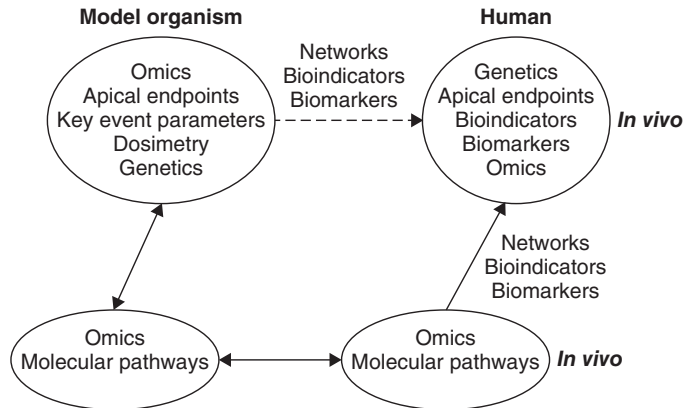 Model organism
Human
Omics
Apical endpoints
Key event parameters
Dosimetry
Genetics
Networks
Bioindicators
Biomarkers
Genetics
Apical endpoints
Bioindicators
Biomarkers
Omics
In vivo
Networks
Bioindicators
Biomarkers
Omics
Molecular pathways
Omics
Molecular pathways
In vivo